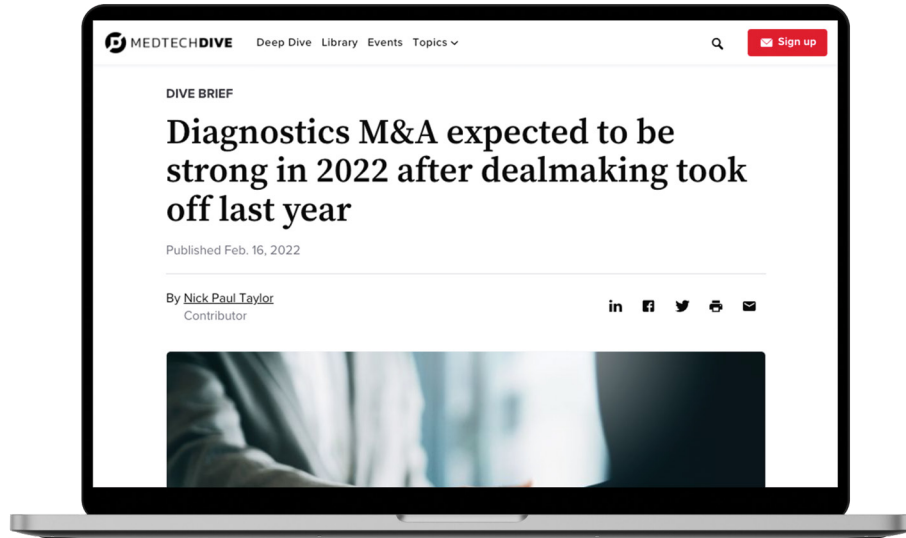 MEDTECHDIVE Deep Dive Library Events Topics Sign up
DIVE BRIEF
Diagnostics M&A expected to be
strong in 2022 after dealmaking took
off last year
Published Feb. 16, 2022
By Nick Paul Taylor
Contributor